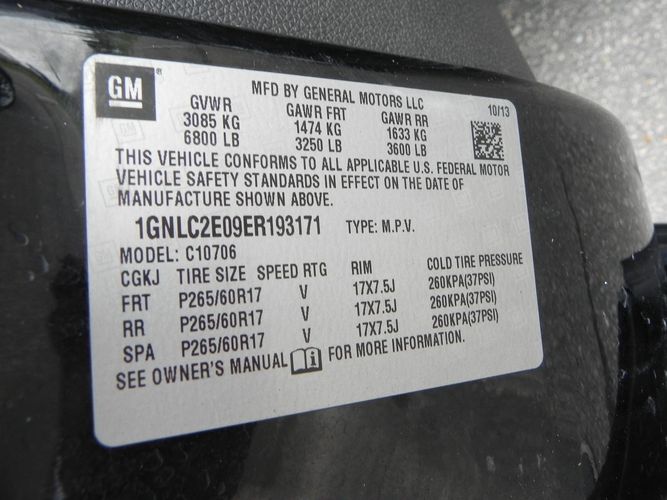 GM
MFD BY GENERAL MOTORS LLC
10/13
GVWR GAWR FRT GAWR RR
3085 KG 1474 KG 1633 KG
6800 LB 3250 LB 3600 LB
THIS VEHICLE CONFORMS TO ALL APPLICABLE U.S. FEDERAL MOTOR
VEHICLE SAFETY STANDARDS IN EFFECT ON THE DATE OF
MANUFACTURE SHOWN ABOVE.
1GNLC2E09ER193171 TYPE: M.P.V.
MODEL: C10706
CGKJ TIRE SIZE SPEED RTG RIM COLD TIRE PRESSURE
FRT P265/60R17 V 17X7.5J 260KPA(37PSI)
RR P265/60R17 V 17X7.5J 260KPA(37PSI)
SPA P265/60R17 V 17X7.5J 260KPA(37PSI)
SEE OWNER'S MANUAL FOR MORE INFORMATION.